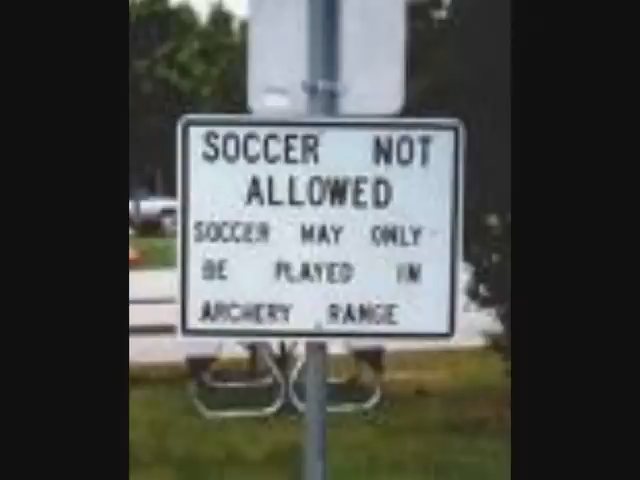 SOCCER NOT
ALLOWED
SOCCER MAY ONLY
BE PLAYED IN
ARCHERY RANGE